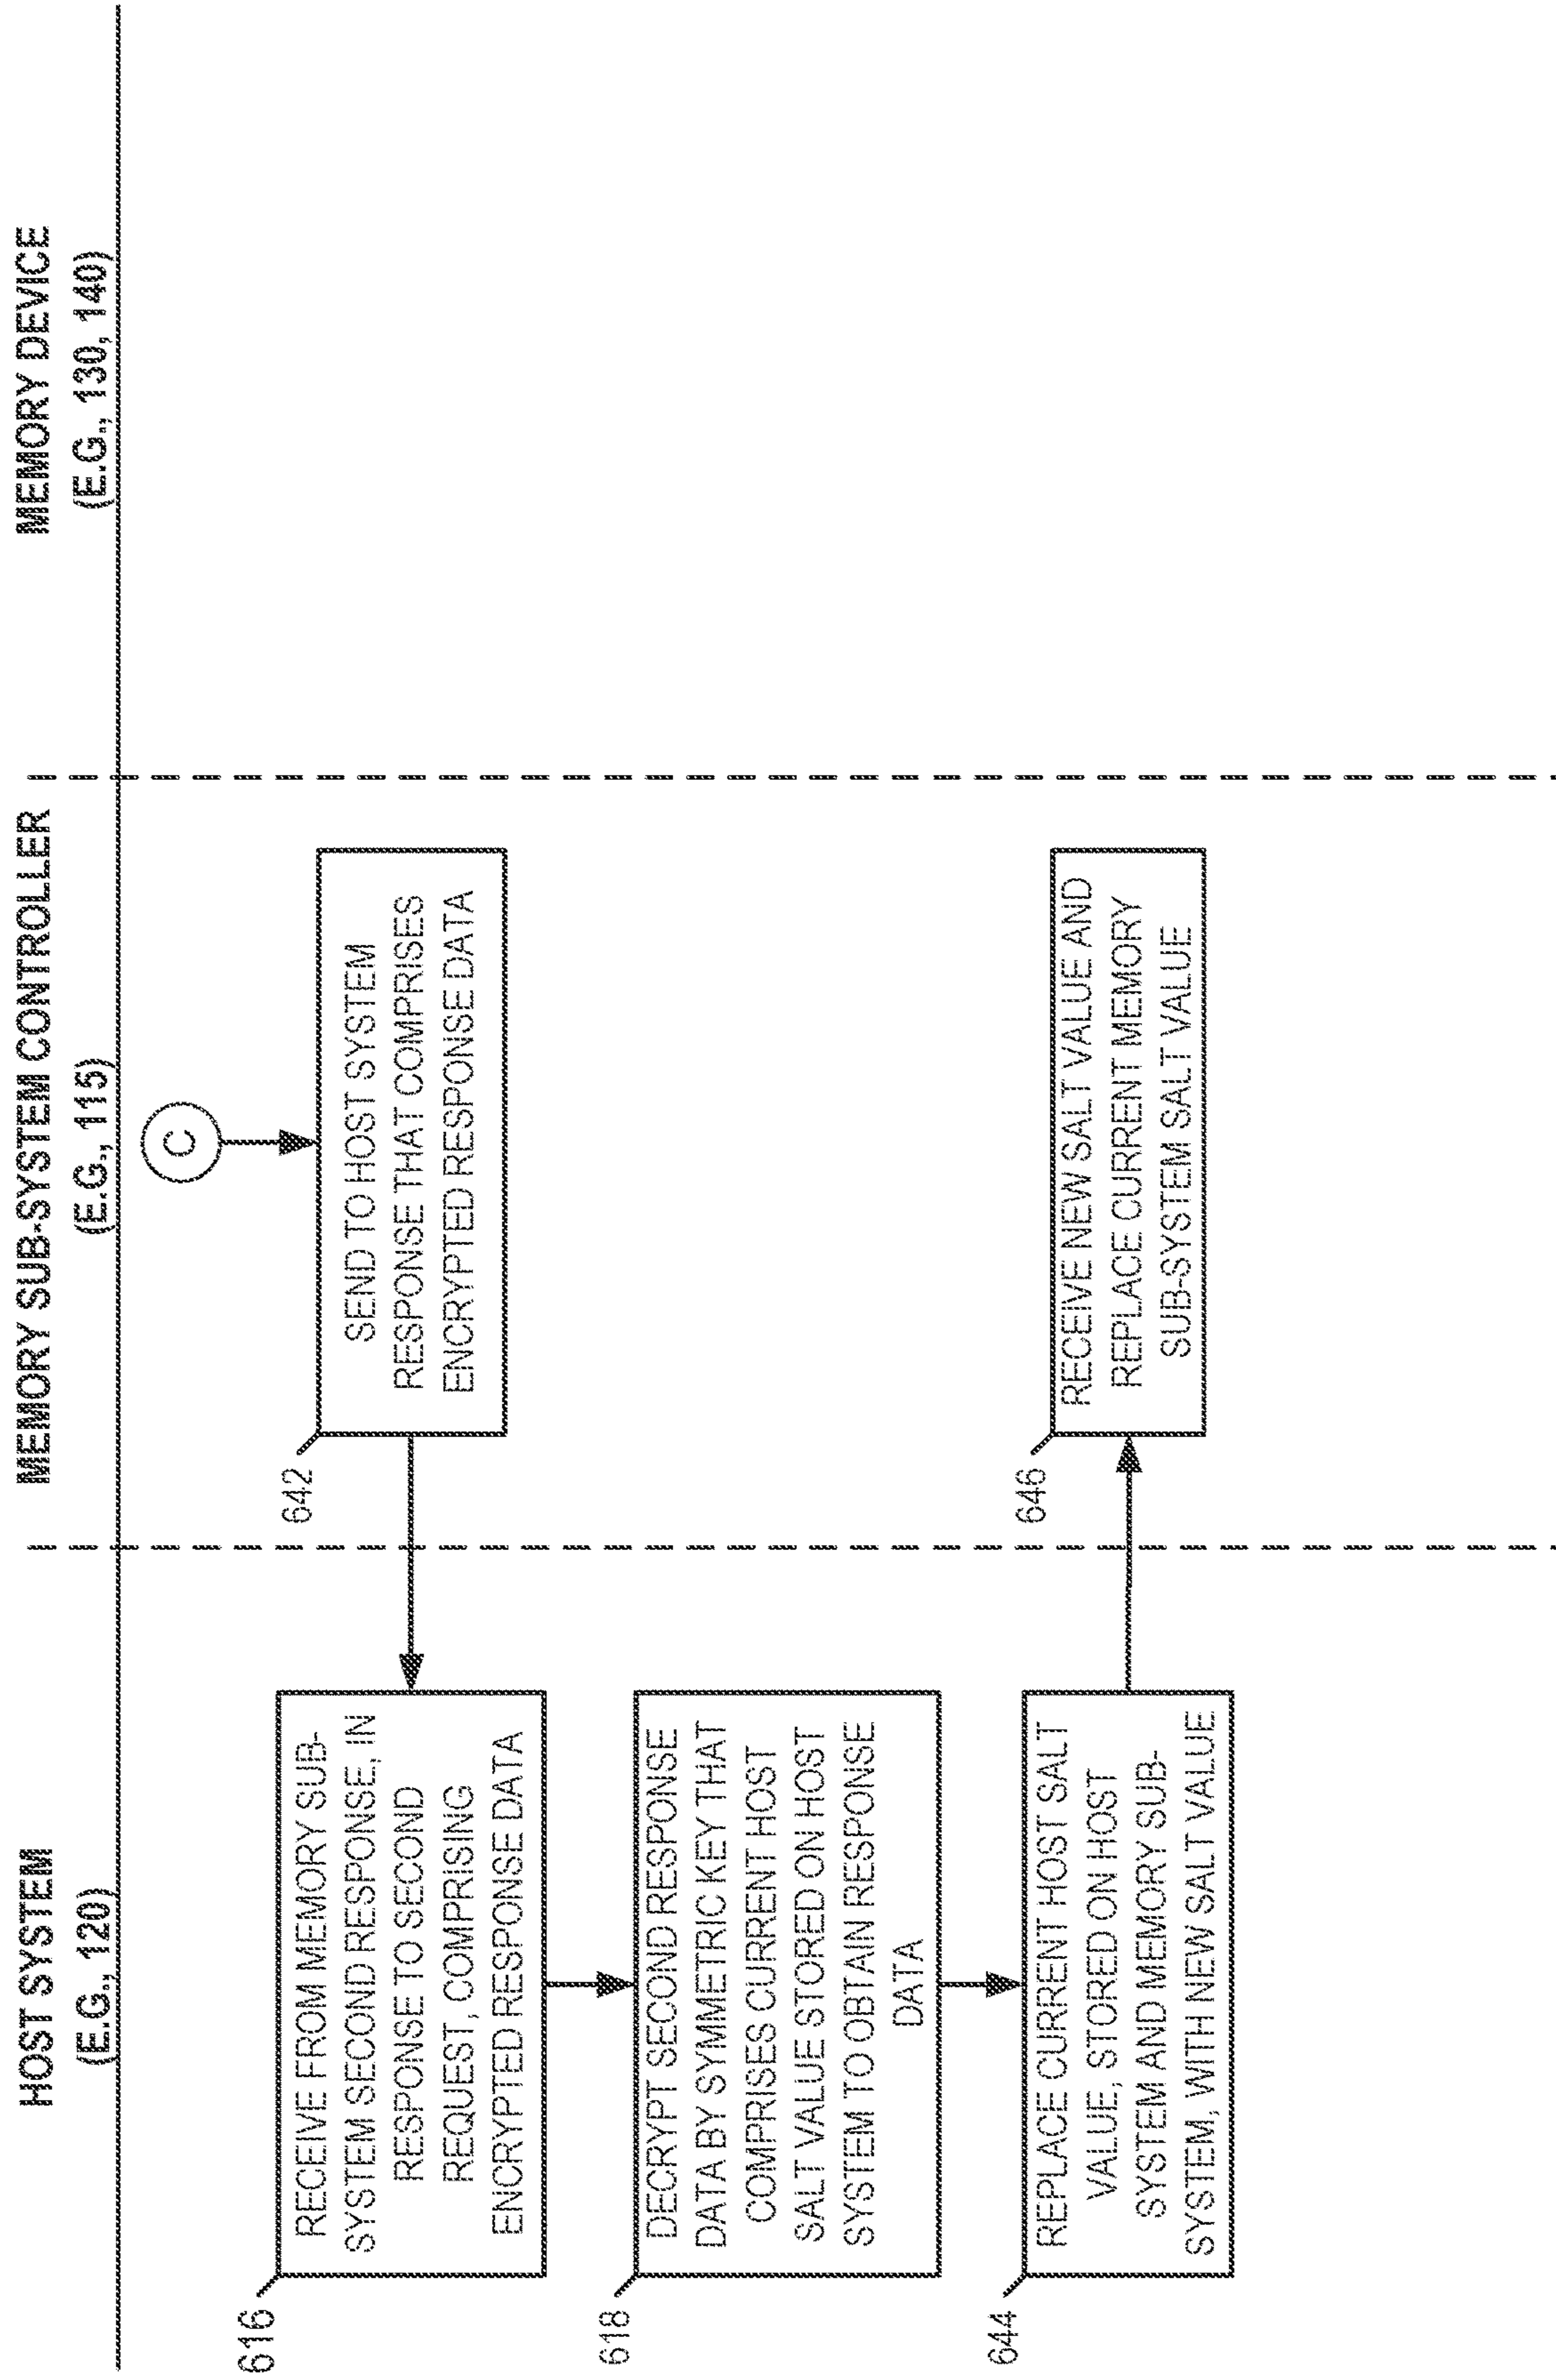 HOST SYSTEM
(E.G., 120)
MEMORY SUB-SYSTEM CONTROLLER
(E.G., 115)
MEMORY DEVICE
(E.G., 130, 140)
C
642
SEND TO HOST SYSTEM
RESPONSE THAT COMPRISES
ENCRYPTED RESPONSE DATA
616
RECEIVE FROM MEMORY SUB-
SYSTEM SECOND RESPONSE, IN
RESPONSE TO SECOND
REQUEST, COMPRISING
ENCRYPTED RESPONSE DATA
618
DECRYPT SECOND RESPONSE
DATA BY SYMMETRIC KEY THAT
COMPRISES CURRENT HOST
SALT VALUE STORED ON HOST
SYSTEM TO OBTAIN RESPONSE
DATA
644
REPLACE CURRENT HOST SALT
VALUE, STORED ON HOST
SYSTEM AND MEMORY SUB-
SYSTEM, WITH NEW SALT VALUE
646
RECEIVE NEW SALT VALUE AND
REPLACE CURRENT MEMORY
SUB-SYSTEM SALT VALUE